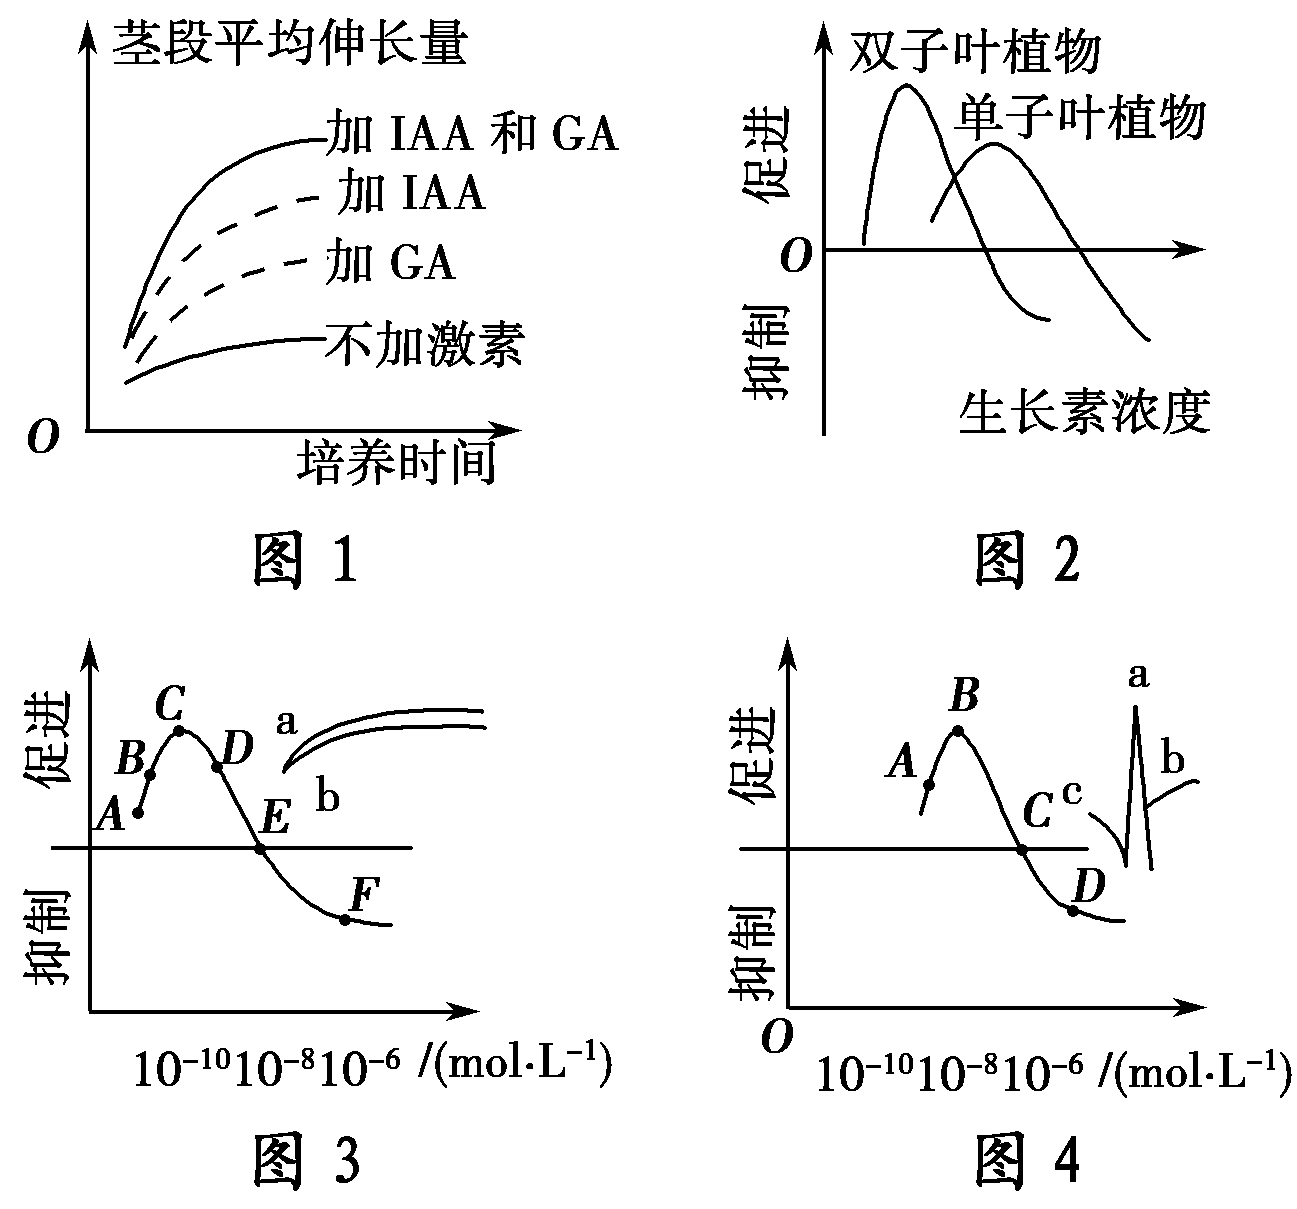 茎段平均伸长量
加 IAA 和 GA
加 IAA
加 GA
不加激素
O
培养时间
图 1
双子叶植物
单子叶植物
促进
O
抑制
生长素浓度
图 2
促进
C
B
D
A
E
F
a
b
抑制
10⁻¹⁰10⁻⁸10⁻⁶ /(mol·L⁻¹)
图 3
促进
B
A
C
D
a
b
c
抑制
O
10⁻¹⁰10⁻⁸10⁻⁶ /(mol·L⁻¹)
图 4